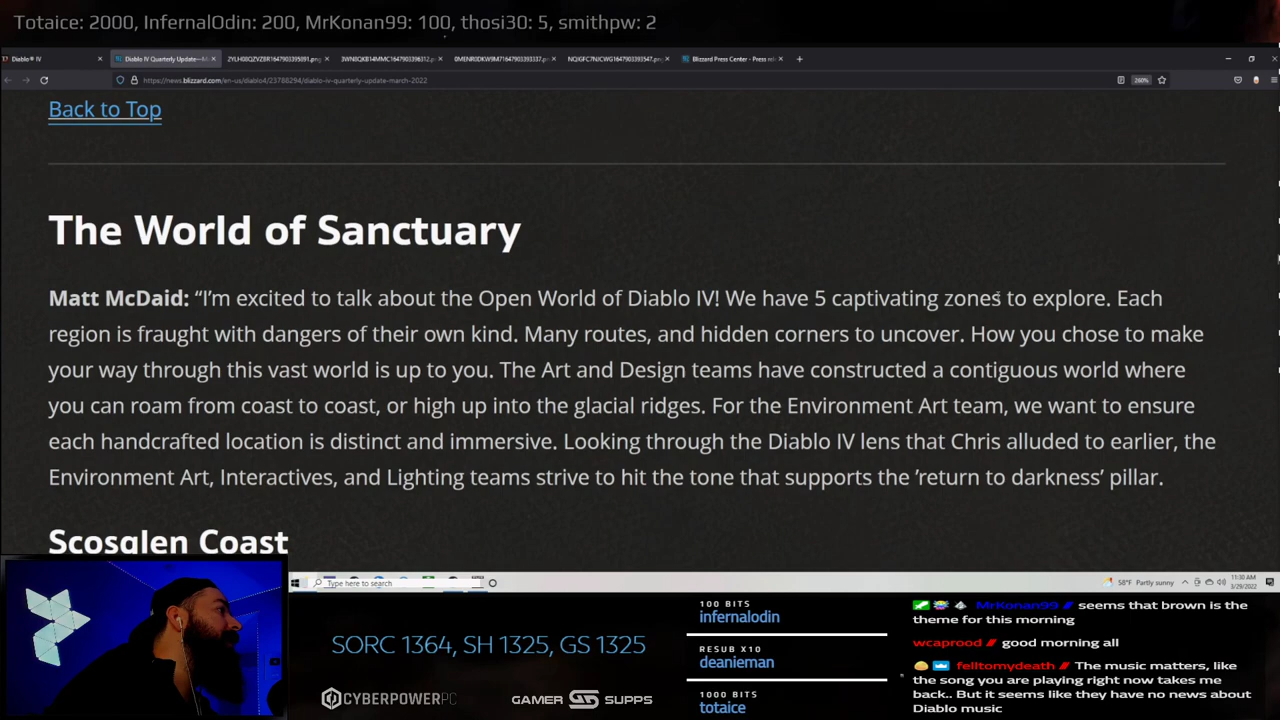 Totaice: 2000, InfernalOdin: 200, MrKonan99: 100, thosi30: 5, smithpw: 2
Diablo® IV
Diablo IV Quarterly Update—M
Blizzard Press Center - Press rel
https://news.blizzard.com/en-us/diablo4/23788294/diablo-iv-quarterly-update-march-2022
Back to Top
The World of Sanctuary
Matt McDaid: “I’m excited to talk about the Open World of Diablo IV! We have 5 captivating zones to explore. Each
region is fraught with dangers of their own kind. Many routes, and hidden corners to uncover. How you chose to make
your way through this vast world is up to you. The Art and Design teams have constructed a contiguous world where
you can roam from coast to coast, or high up into the glacial ridges. For the Environment Art team, we want to ensure
each handcrafted location is distinct and immersive. Looking through the Diablo IV lens that Chris alluded to earlier, the
Environment Art, Interactives, and Lighting teams strive to hit the tone that supports the ’return to darkness’ pillar.
Scosglen Coast
Type here to search
58°F Partly sunny
11:30 AM
3/29/2022
SORC 1364, SH 1325, GS 1325
CYBERPOWERPC
GAMER SUPPS
100 BITS
infernalodin
RESUB X10
deanieman
1000 BITS
totaice
MrKonan99 seems that brown is the
theme for this morning
wcaprood good morning all
felltomydeath The music matters, like
the song you are playing right now takes me
back.. But it seems like they have no news about
Diablo music